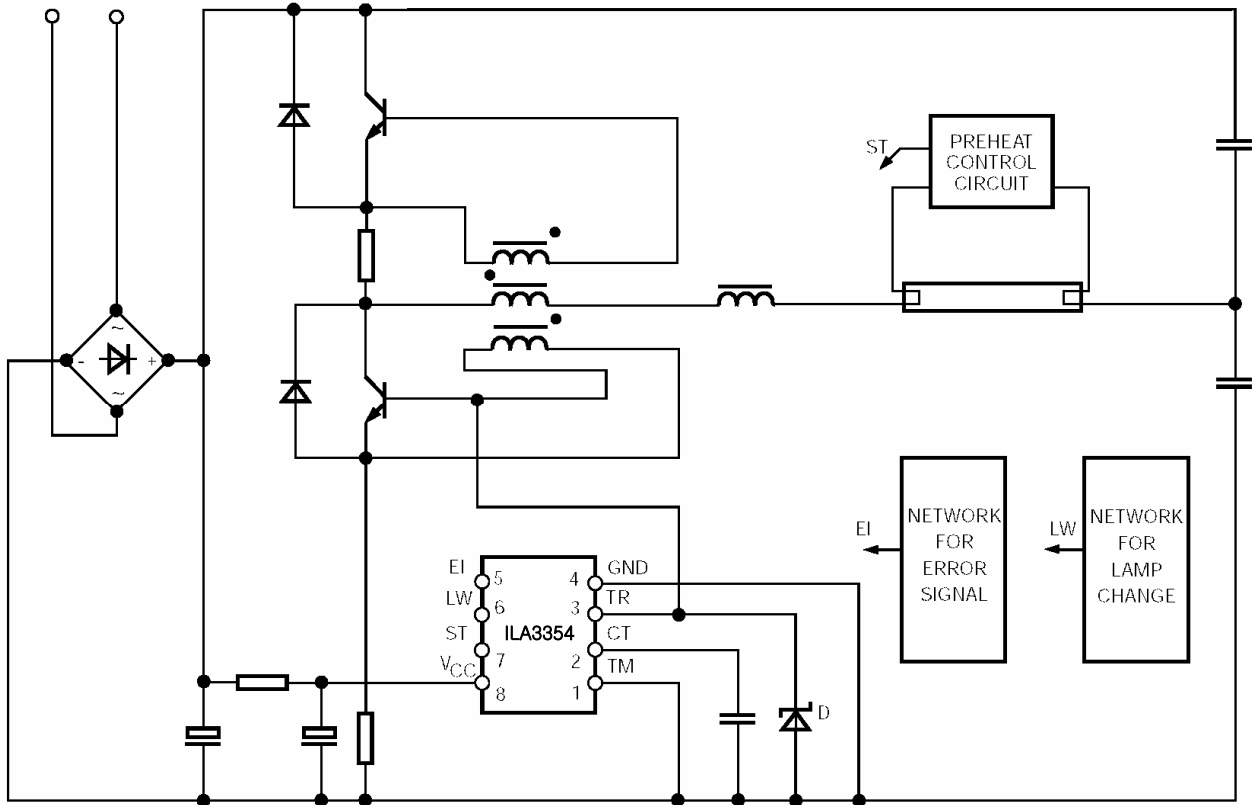 PREHEAT
CONTROL
CIRCUIT
ST
~
- +
~
NETWORK
FOR
ERROR
SIGNAL
EI
NETWORK
FOR
LAMP
CHANGE
LW
EI 5 4 GND
LW 6 3 TR
ILA3354
ST 7 2 CT
VCC 8 1 TM
D